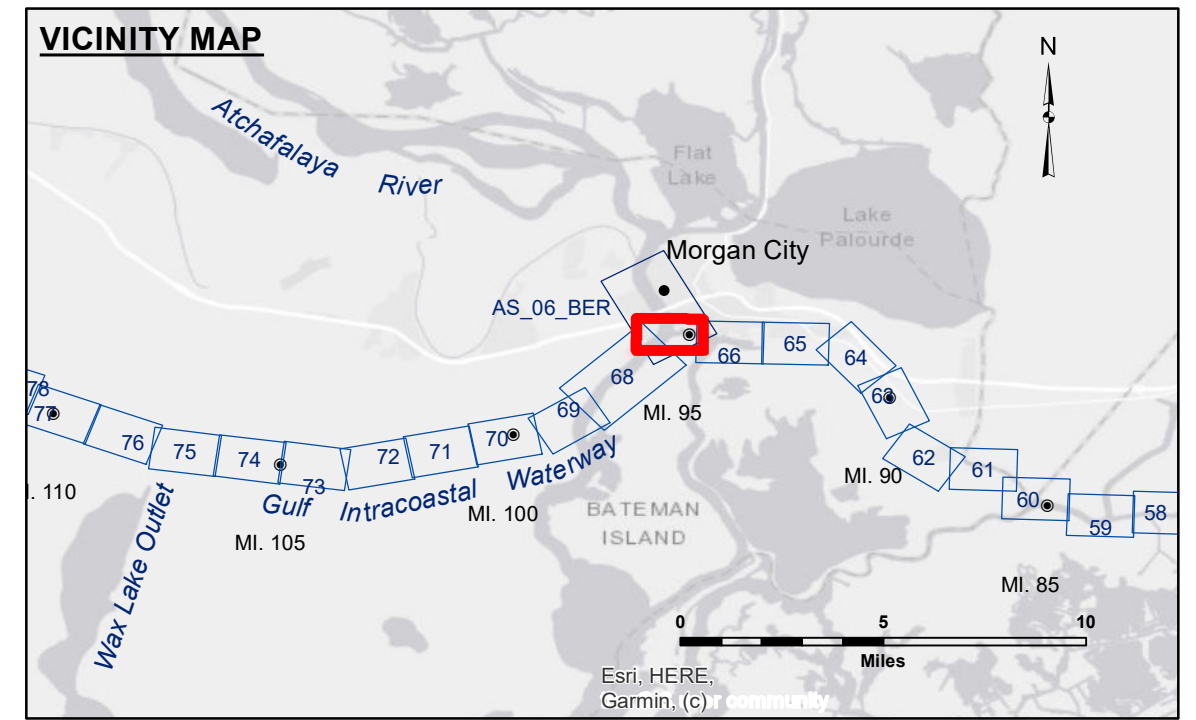 VICINITY MAP
N
Atchafalaya
River
Flat
Lake
Lake
Palourde
Morgan City
AS_06_BER
66
65
64
63
68
69
MI. 95
62
61
60
59
58
MI. 90
MI. 85
78
77
76
75
74
73
72
71
70
Gulf Intracoastal Waterway
MI. 100
MI. 105
. 110
Wax Lake Outlet
BATEMAN
ISLAND
0 5 10
Miles
Esri, HERE,
Garmin, (c) r community